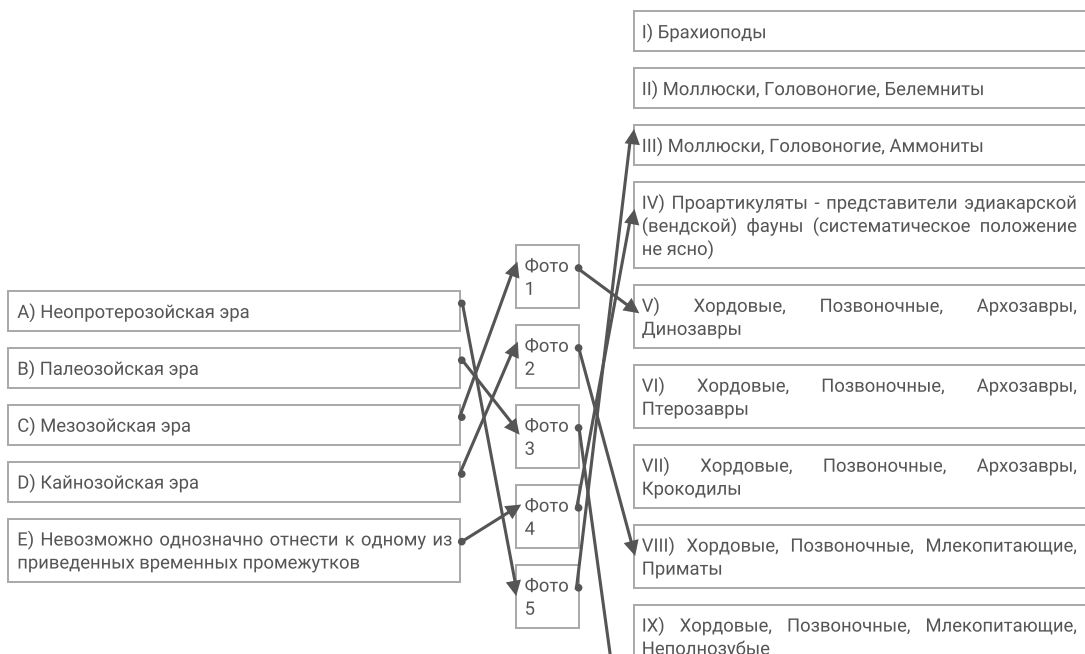 I) Брахиоподы
II) Моллюски, Головоногие, Белемниты
III) Моллюски, Головоногие, Аммониты
IV) Проартикуляты - представители эдиакарской
(вендской) фауны (систематическое положение
не ясно)
V) Хордовые, Позвоночные, Архозавры,
Динозавры
VI) Хордовые, Позвоночные, Архозавры,
Птерозавры
VII) Хордовые, Позвоночные, Архозавры,
Крокодилы
VIII) Хордовые, Позвоночные, Млекопитающие,
Приматы
IX) Хордовые, Позвоночные, Млекопитающие,
Неполнозубые
Фото
1
Фото
2
Фото
3
Фото
4
Фото
5
A) Неопротерозойская эра
B) Палеозойская эра
C) Мезозойская эра
D) Кайнозойская эра
E) Невозможно однозначно отнести к одному из
приведенных временных промежутков